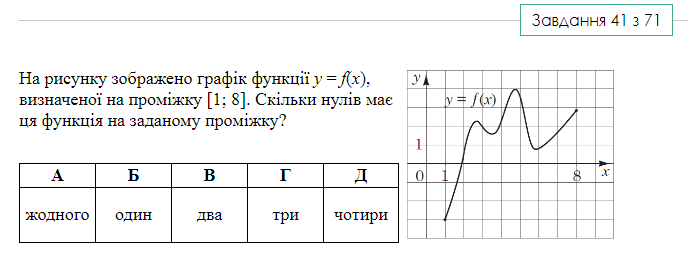 Завдання 41 з 71
На рисунку зображено графік функції y = f(x),
визначеної на проміжку [1; 8]. Скільки нулів має
ця функція на заданому проміжку?
А Б В Г Д
жодного один два три чотири
y
y = f(x)
1
0 1 8 x